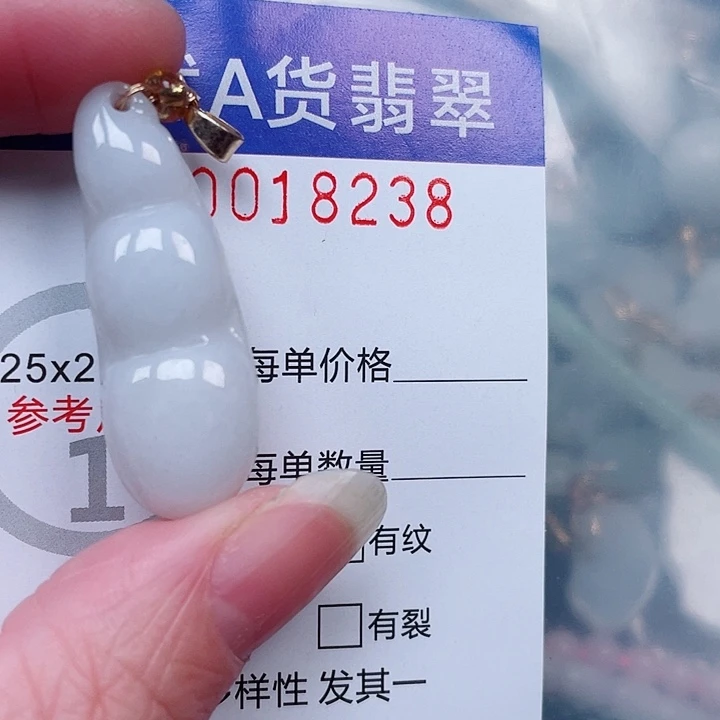 A货翡翠
0018238
25x2
每单价格
参考
1
每单数量
有纹
有裂
样性 发其一